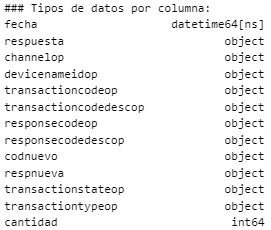 ### Tipos de datos por columna:
fecha datetime64[ns]
respuesta object
channelop object
devicenameidop object
transactioncodeop object
transactioncodedescop object
responsecodeop object
responsecodedescop object
codnuevo object
respnueva object
transactionstateop object
transactiontypeop object
cantidad int64